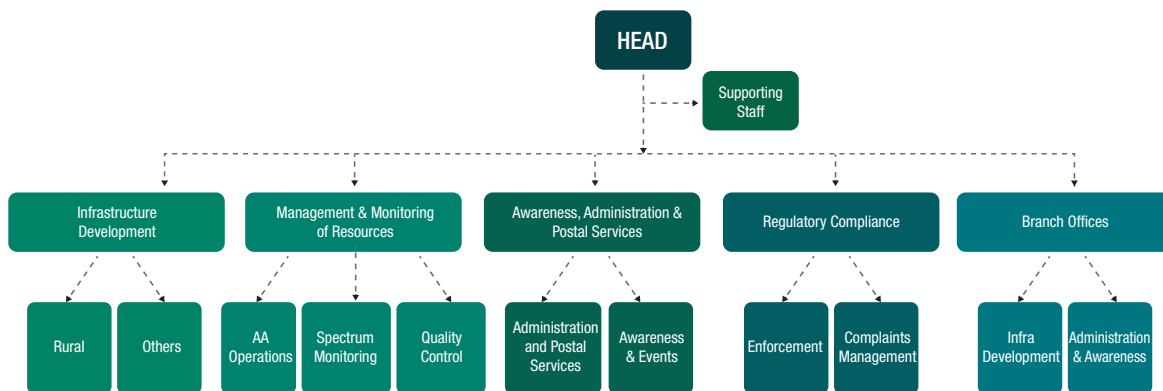 HEAD
Supporting
Staff
Infrastructure
Development
Management & Monitoring
of Resources
Awareness, Administration &
Postal Services
Regulatory Compliance
Branch Offices
Rural
Others
AA
Operations
Spectrum
Monitoring
Quality
Control
Administration
and Postal
Services
Awareness
& Events
Enforcement
Complaints
Management
Infra
Development
Administration
& Awareness